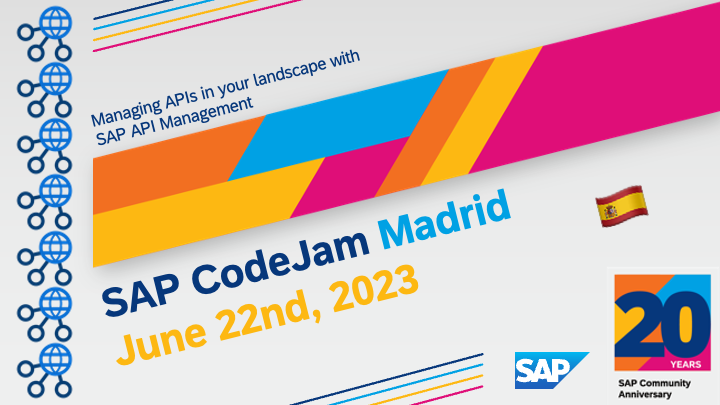 Managing APIs in your landscape with
SAP API Management
SAP CodeJam Madrid
June 22nd, 2023
SAP
20
YEARS
SAP Community
Anniversary